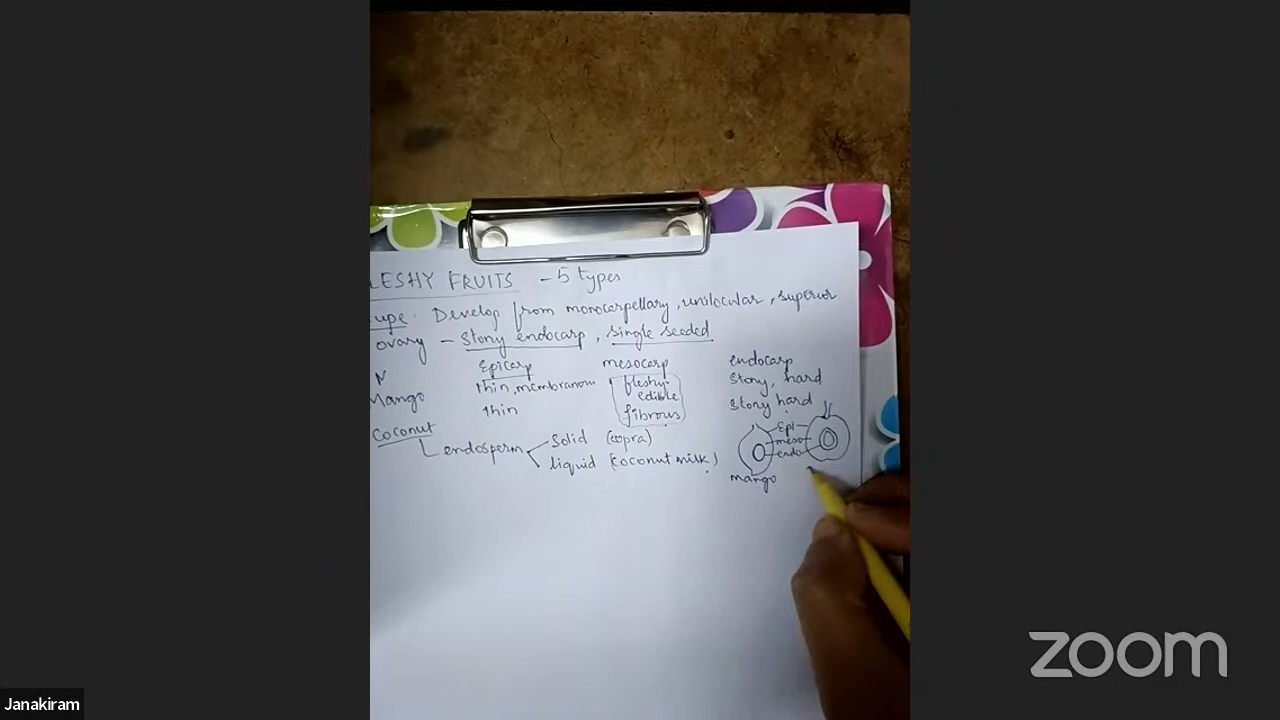 LESHY FRUITS - 5 types
upe: Develop from monocarpellary, unilocular, superior
ovary - stony endocarp, single seeded
Epicarp mesocarp endocarp
Mango thin, membranous fleshy, edible stony, hard
Coconut thin fibrous stony hard
endosperm solid (copra)
liquid (coconut milk)
Epi
meso
endo
mango
zoom
Janakiram